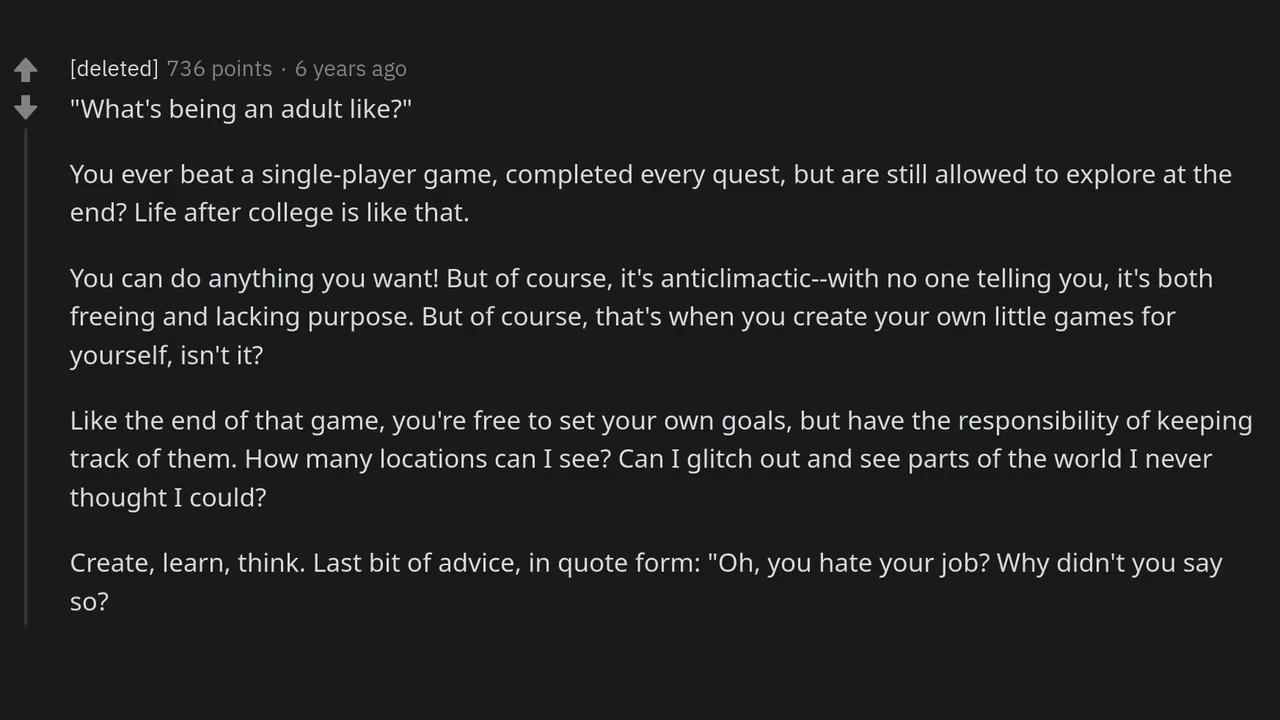 [deleted] 736 points · 6 years ago
"What's being an adult like?"
You ever beat a single-player game, completed every quest, but are still allowed to explore at the
end? Life after college is like that.
You can do anything you want! But of course, it's anticlimactic--with no one telling you, it's both
freeing and lacking purpose. But of course, that's when you create your own little games for
yourself, isn't it?
Like the end of that game, you're free to set your own goals, but have the responsibility of keeping
track of them. How many locations can I see? Can I glitch out and see parts of the world I never
thought I could?
Create, learn, think. Last bit of advice, in quote form: "Oh, you hate your job? Why didn't you say
so?